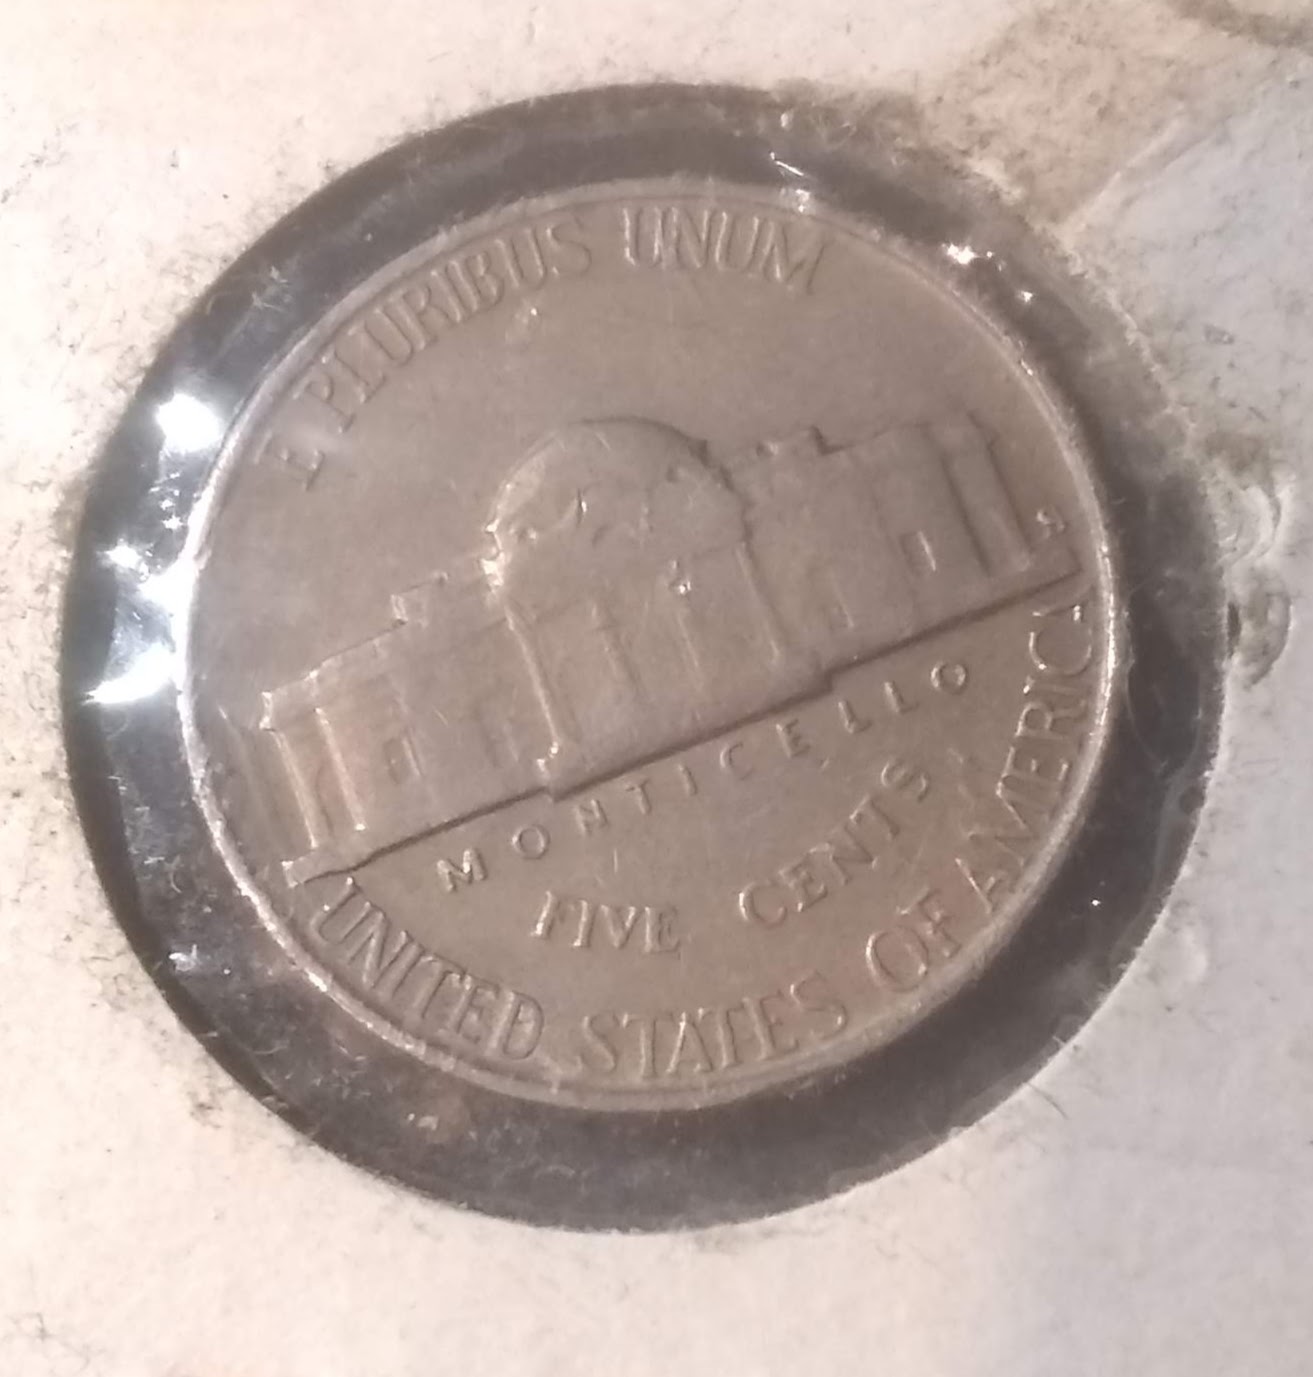 E PLURIBUS UNUM
MONTICELLO
FIVE CENTS
UNITED STATES OF AMERICA